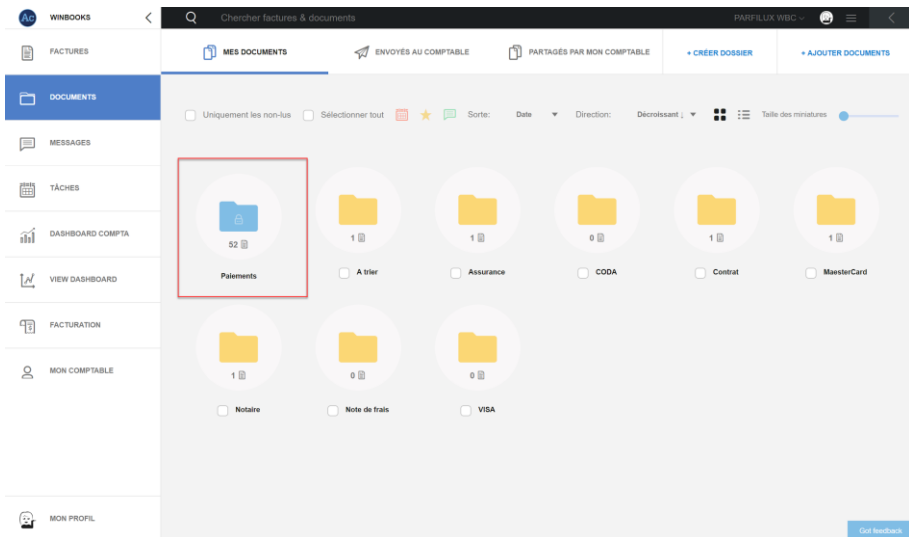 Ac WINBOOKS
Chercher factures & documents
PARFILUX WBC
FACTURES
DOCUMENTS
MESSAGES
TÂCHES
DASHBOARD COMPTA
VIEW DASHBOARD
FACTURATION
MON COMPTABLE
MON PROFIL
MES DOCUMENTS
ENVOYÉS AU COMPTABLE
PARTAGÉS PAR MON COMPTABLE
+ CRÉER DOSSIER
+ AJOUTER DOCUMENTS
Uniquement les non-lus
Sélectionner tout
Sorte:
Date
Direction:
Décroissant ↓
Taille des miniatures
52
Paiements
1
A trier
1
Assurance
0
CODA
1
Contrat
1
MaesterCard
1
Notaire
0
Note de frais
0
VISA
Got feedback